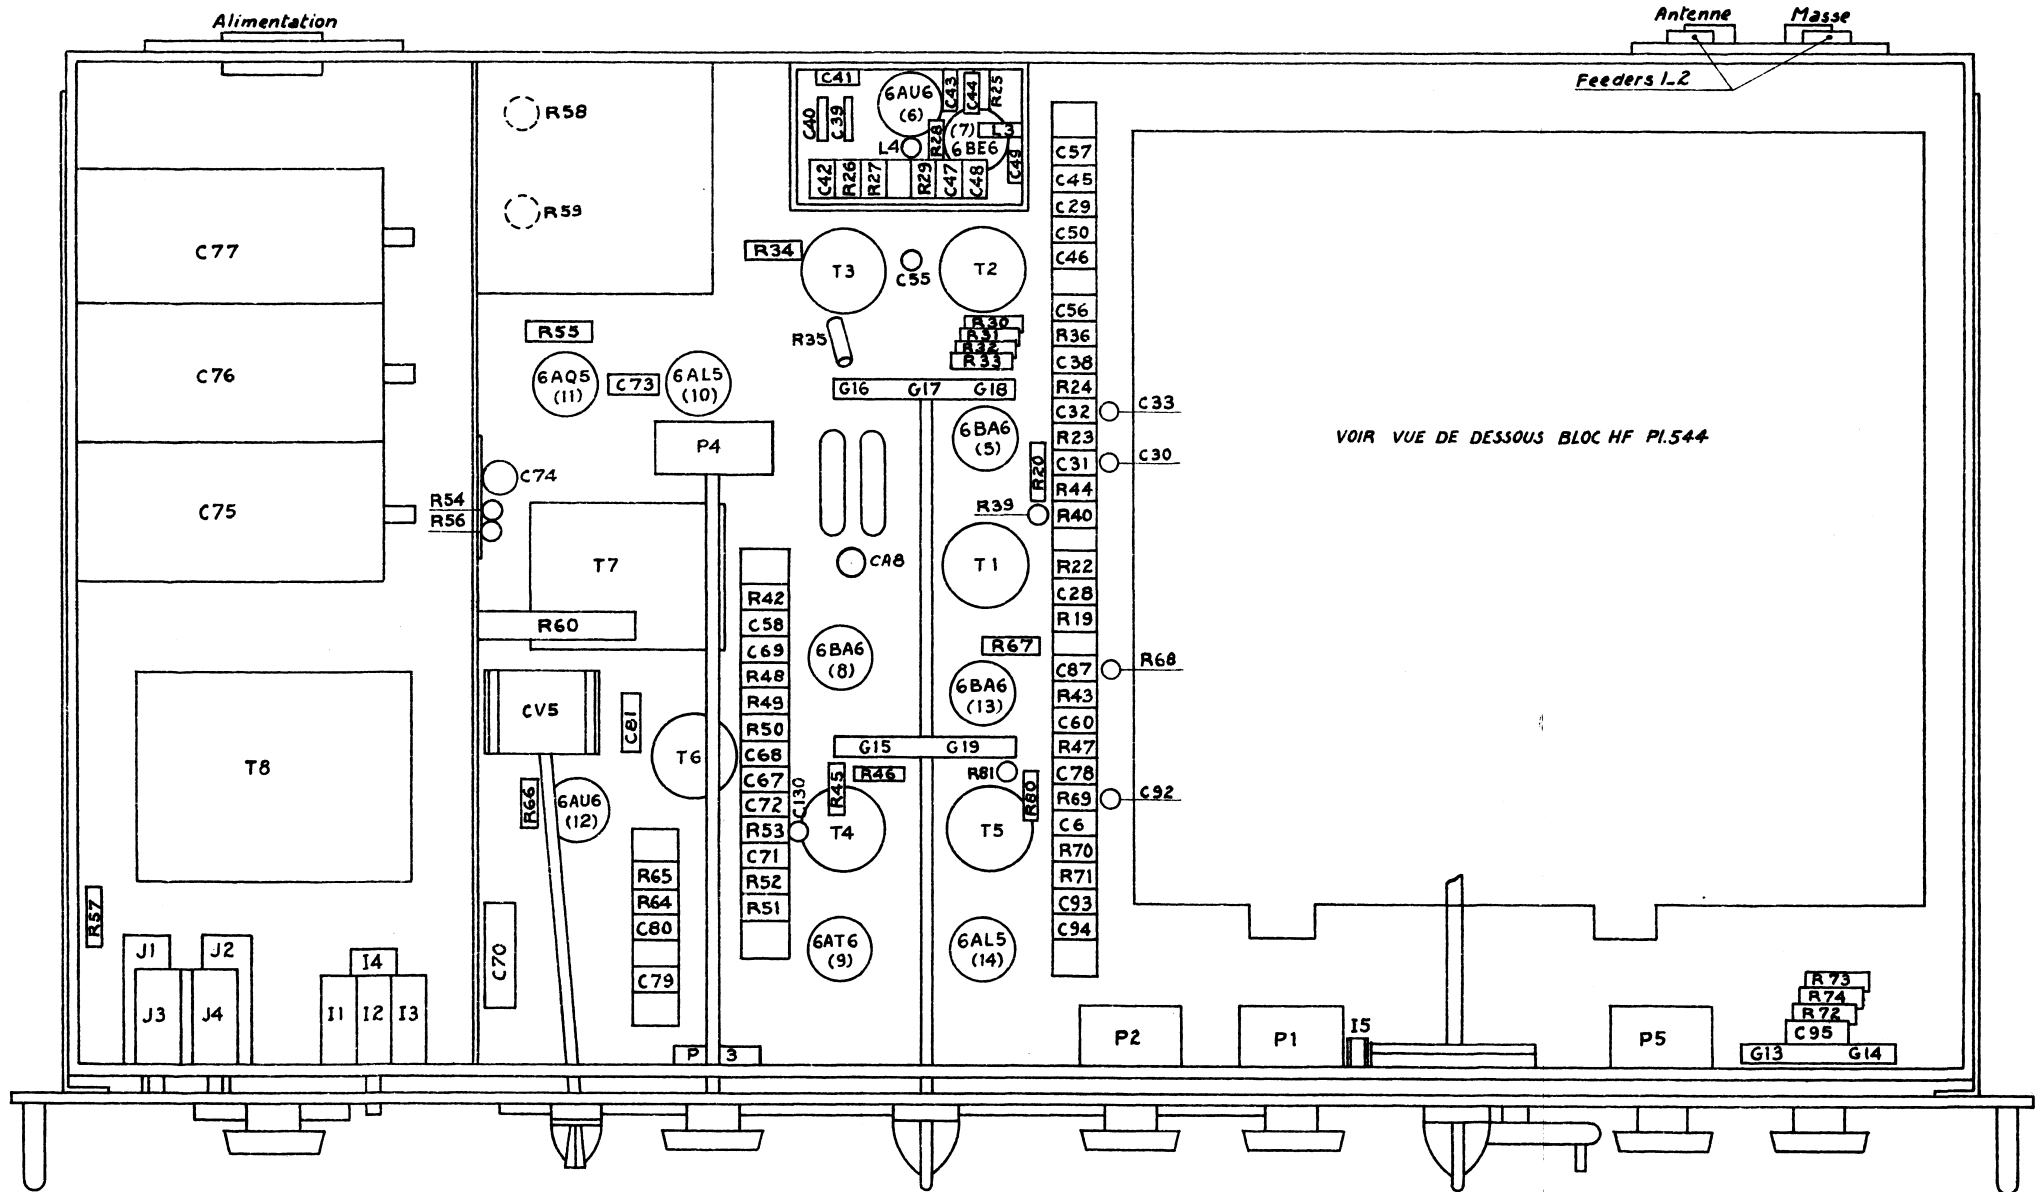 Alimentation
Antenne
Masse
Feeders 1_2
R58
R59
C77
C76
C75
C41
C40
C39
6AU6
(6)
C43
C44
R25
R28
(7)
6BE6
L3
L4
C49
C42
R26
R27
R29
C47
C48
R34
T3
C55
T2
R35
R30
R31
R32
R33
R55
6AQ5
(11)
C73
6AL5
(10)
P4
G16
G17
G18
6BA6
(5)
R20
R39
C74
R54
R56
T7
R60
CA8
T1
C57
C45
C29
C50
C46
C56
R36
C38
R24
C32
R23
C31
R44
R40
R22
C28
R19
C87
R43
C60
R47
C78
R69
C6
R70
R71
C93
C94
C33
C30
R68
C92
VOIR VUE DE DESSOUS BLOC HF Pl.544
R42
C58
C69
R48
R49
R50
C68
C67
C72
R53
C71
R52
R51
6BA6
(8)
R67
6BA6
(13)
CV5
C81
T6
G15
G19
R45
R46
R81
R80
C130
T4
T5
T8
R66
6AU6
(12)
R65
R64
C80
C79
C70
6AT6
(9)
6AL5
(14)
R57
J1
J2
J3
J4
I4
I1
I2
I3
P 3
P2
P1
I5
P5
R73
R74
R72
C95
G13
G14